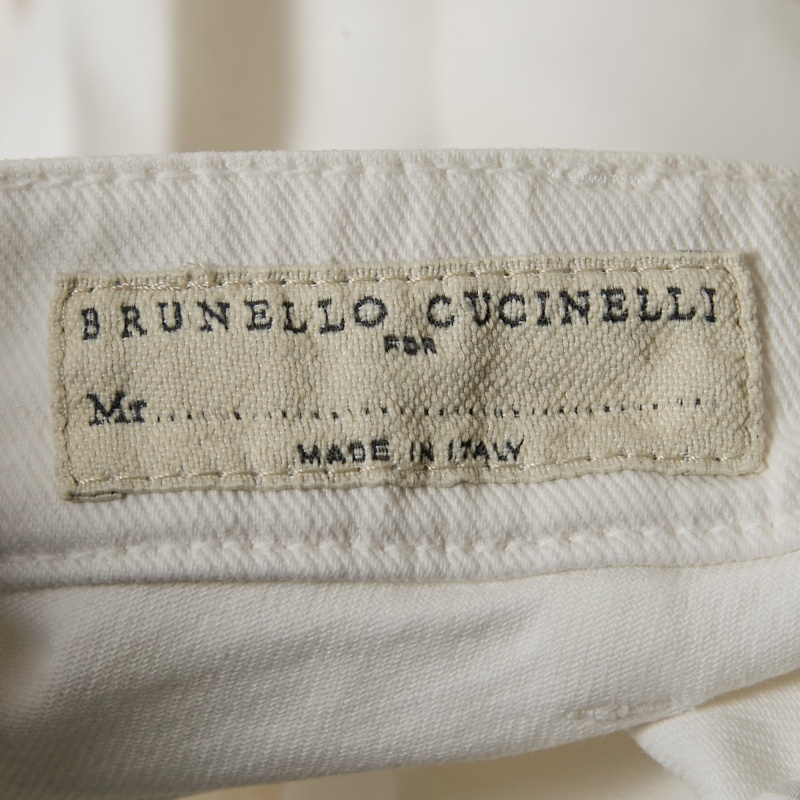 BRUNELLO CUCINELLI
FOR
Mr..............................................
MADE IN ITALY